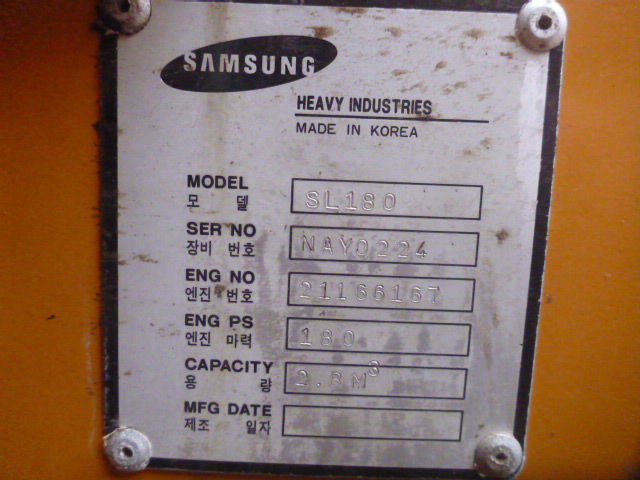 SAMSUNG
HEAVY INDUSTRIES
MADE IN KOREA
MODEL
모 델 SL180
SER NO
장비 번호 NAY0224
ENG NO
엔진 번호 21166167
ENG PS
엔진 마력 180
CAPACITY
용 량 2.8M³
MFG DATE
제조 일자